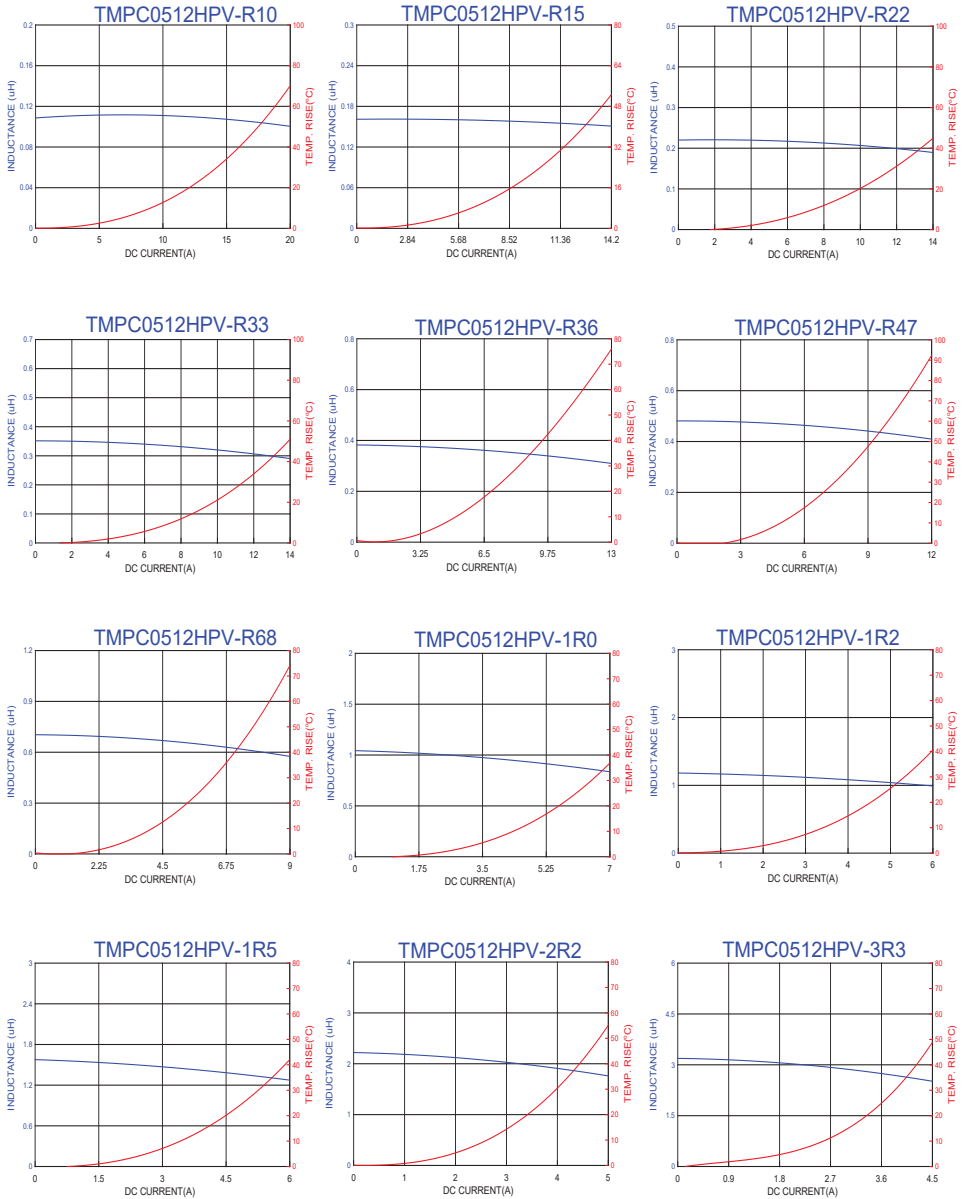 TMPC0512HPV-R10
INDUCTANCE (uH)
0.2
0.16
0.12
0.08
0.04
0
100
80
60
40
20
0
TEMP. RISE(ºC)
0 5 10 15 20
DC CURRENT(A)
TMPC0512HPV-R15
INDUCTANCE (uH)
0.3
0.24
0.18
0.12
0.06
0
80
64
48
32
16
0
TEMP. RISE(ºC)
0 2.84 5.68 8.52 11.36 14.2
DC CURRENT(A)
TMPC0512HPV-R22
INDUCTANCE (uH)
0.5
0.4
0.3
0.2
0.1
0
100
80
60
40
20
0
TEMP. RISE(ºC)
0 2 4 6 8 10 12 14
DC CURRENT(A)
TMPC0512HPV-R33
INDUCTANCE (uH)
0.7
0.6
0.5
0.4
0.3
0.2
0.1
0
100
80
60
40
20
0
TEMP. RISE(ºC)
0 2 4 6 8 10 12 14
DC CURRENT(A)
TMPC0512HPV-R36
INDUCTANCE (uH)
0.8
0.6
0.4
0.2
0
80
70
60
50
40
30
20
10
0
TEMP. RISE(ºC)
0 3.25 6.5 9.75 13
DC CURRENT(A)
TMPC0512HPV-R47
INDUCTANCE (uH)
0.8
0.6
0.4
0.2
0
100
90
80
70
60
50
40
30
20
10
0
TEMP. RISE(ºC)
0 3 6 9 12
DC CURRENT(A)
TMPC0512HPV-R68
INDUCTANCE (uH)
1.2
0.9
0.6
0.3
0
80
70
60
50
40
30
20
10
0
TEMP. RISE(ºC)
0 2.25 4.5 6.75 9
DC CURRENT(A)
TMPC0512HPV-1R0
INDUCTANCE (uH)
2
1.5
1
0.5
0
80
70
60
50
40
30
20
10
0
TEMP. RISE(ºC)
0 1.75 3.5 5.25 7
DC CURRENT(A)
TMPC0512HPV-1R2
INDUCTANCE (uH)
3
2
1
0
80
70
60
50
40
30
20
10
0
TEMP. RISE(ºC)
0 1 2 3 4 5 6
DC CURRENT(A)
TMPC0512HPV-1R5
INDUCTANCE (uH)
3
2.4
1.8
1.2
0.6
0
80
70
60
50
40
30
20
10
0
TEMP. RISE(ºC)
0 1.5 3 4.5 6
DC CURRENT(A)
TMPC0512HPV-2R2
INDUCTANCE (uH)
4
3
2
1
0
80
70
60
50
40
30
20
10
0
TEMP. RISE(ºC)
0 1 2 3 4 5
DC CURRENT(A)
TMPC0512HPV-3R3
INDUCTANCE (uH)
6
4.5
3
1.5
0
80
70
60
50
40
30
20
10
0
TEMP. RISE(ºC)
0 0.9 1.8 2.7 3.6 4.5
DC CURRENT(A)